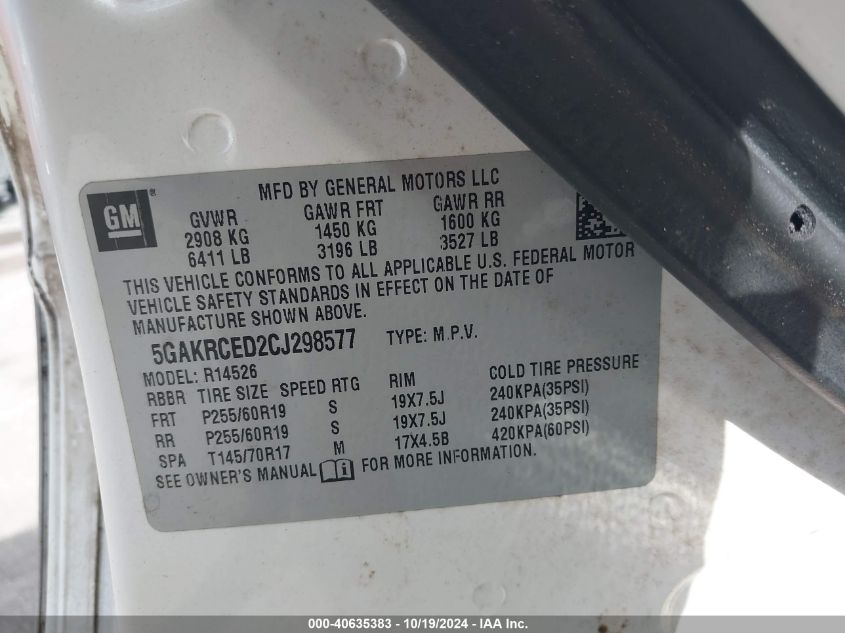 GM
®
MFD BY GENERAL MOTORS LLC
GVWR GAWR FRT GAWR RR
2908 KG 1450 KG 1600 KG
6411 LB 3196 LB 3527 LB
THIS VEHICLE CONFORMS TO ALL APPLICABLE U.S. FEDERAL MOTOR
VEHICLE SAFETY STANDARDS IN EFFECT ON THE DATE OF
MANUFACTURE SHOWN ABOVE.
5GAKRCED2CJ298577 TYPE: M.P.V.
MODEL: R14526
RBBR TIRE SIZE SPEED RTG RIM COLD TIRE PRESSURE
FRT P255/60R19 S 19X7.5J 240KPA(35PSI)
RR P255/60R19 S 19X7.5J 240KPA(35PSI)
SPA T145/70R17 M 17X4.5B 420KPA(60PSI)
SEE OWNER'S MANUAL FOR MORE INFORMATION.
000-40635383 - 10/19/2024 - IAA Inc.